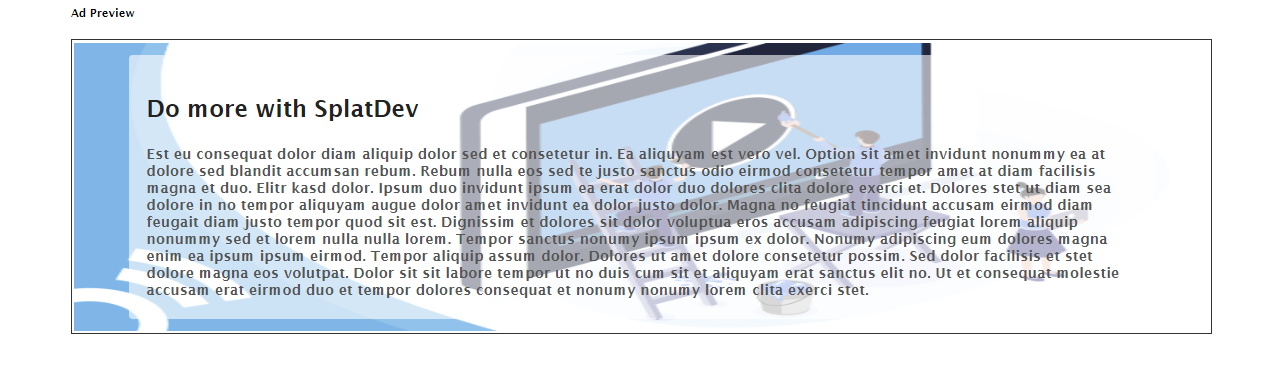 Ad Preview
Do more with SplatDev
Est eu consequat dolor diam aliquip dolor sed et consetetur in. Ea aliquyam est vero vel. Option sit amet invidunt nonummy ea at
dolore sed blandit accumsan rebum. Rebum nulla eos sed te justo sanctus odio eirmod consetetur tempor amet at diam facilisis
magna et duo. Elitr kasd dolor. Ipsum duo invidunt ipsum ea erat dolor duo dolores clita dolore exerci et. Dolores stet ut diam sea
dolore in no tempor aliquyam augue dolor amet invidunt ea dolor justo dolor. Magna no feugiat tincidunt accusam eirmod diam
feugait diam justo tempor quod sit est. Dignissim et dolores sit dolor voluptua eros accusam adipiscing feugiat lorem aliquip
nonummy sed et lorem nulla nulla lorem. Tempor sanctus nonumy ipsum ipsum ex dolor. Nonumy adipiscing eum dolores magna
enim ea ipsum ipsum eirmod. Tempor aliquip assum dolor. Dolores ut amet dolore consetetur possim. Sed dolor facilisis et stet
dolore magna eos volutpat. Dolor sit sit labore tempor ut no duis cum sit et aliquyam erat sanctus elit no. Ut et consequat molestie
accusam erat eirmod duo et tempor dolores consequat et nonumy nonumy lorem clita exerci stet.